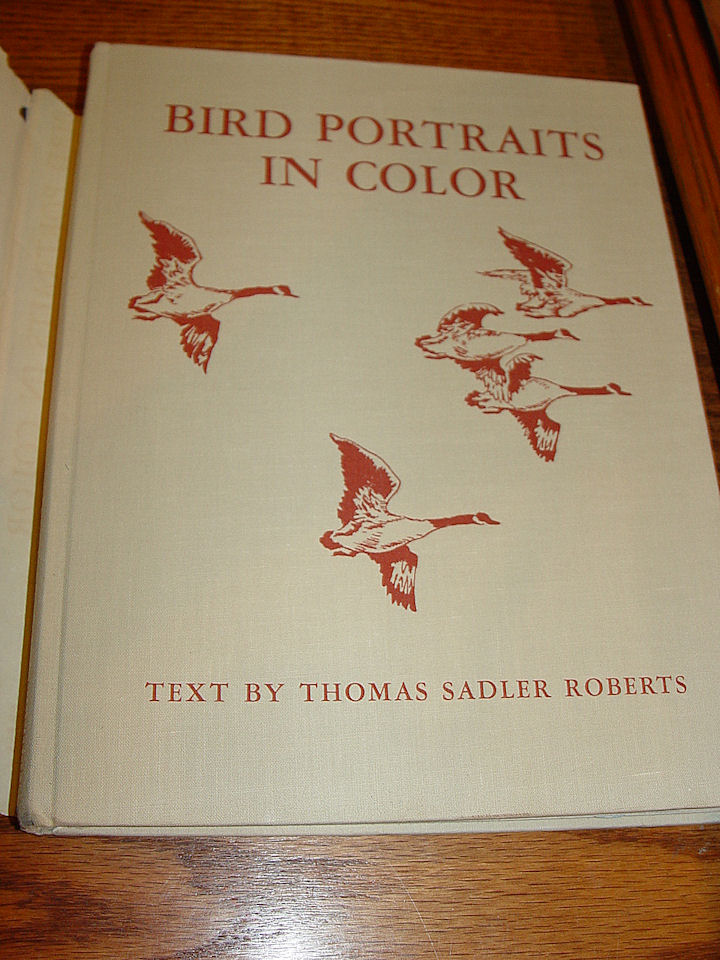 BIRD PORTRAITS
IN COLOR
TEXT BY THOMAS SADLER ROBERTS